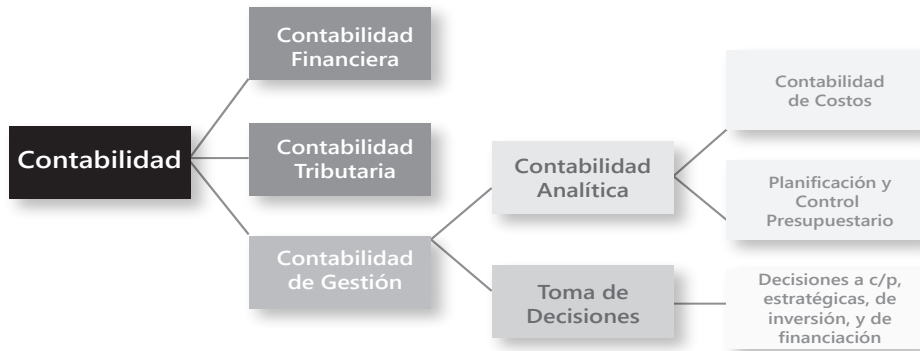 Contabilidad
Contabilidad
Financiera
Contabilidad
Tributaria
Contabilidad
de Gestión
Contabilidad
Analítica
Toma de
Decisiones
Contabilidad
de Costos
Planificación y
Control
Presupuestario
Decisiones a c/p,
estratégicas, de
inversión, y de
financiación